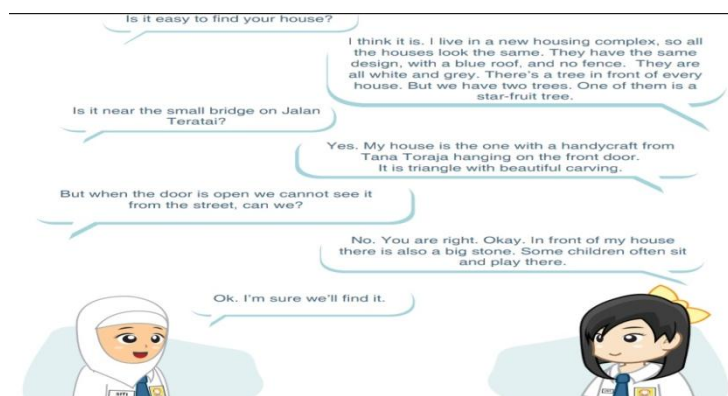 Is it easy to find your house?
I think it is. I live in a new housing complex, so all
the houses look the same. They have the same
design, with a blue roof, and no fence. They are
all white and grey. There's a tree in front of every
house. But we have two trees. One of them is a
star-fruit tree.
Is it near the small bridge on Jalan
Teratai?
Yes. My house is the one with a handycraft from
Tana Toraja hanging on the front door.
It is triangle with beautiful carving.
But when the door is open we cannot see it
from the street, can we?
No. You are right. Okay. In front of my house
there is also a big stone. Some children often sit
and play there.
Ok. I'm sure we'll find it.
SITI